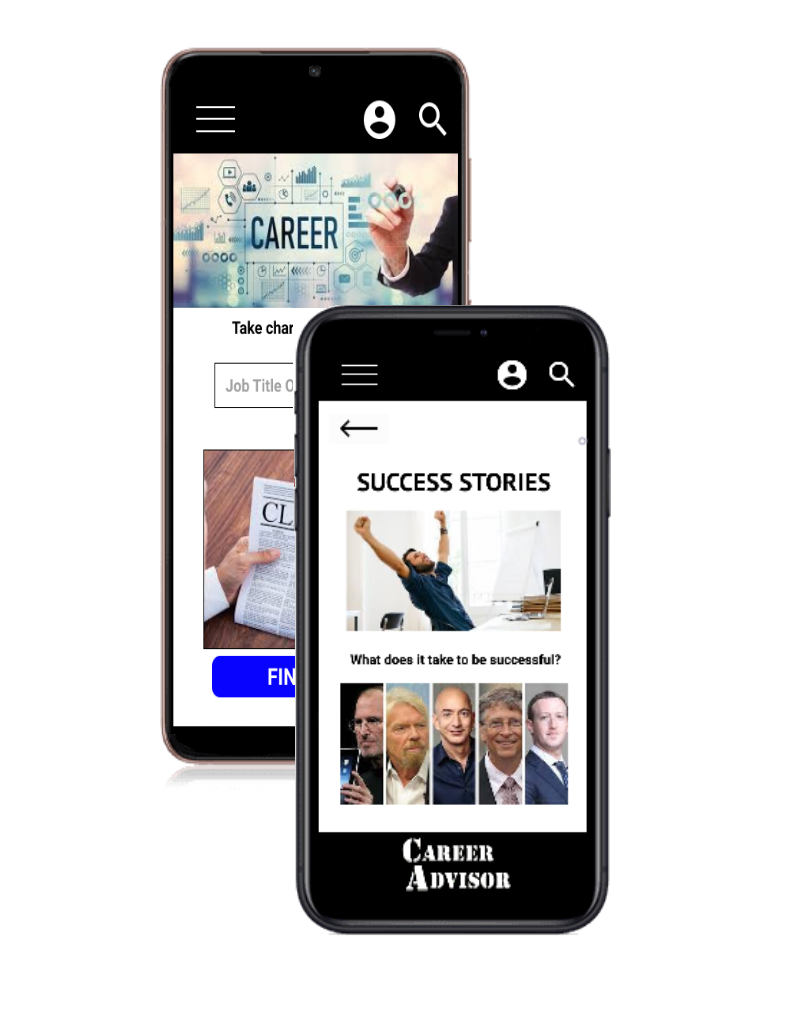 CAREER
Take char
Job Title O
CL
FIN
SUCCESS STORIES
What does it take to be successful?
CAREER
ADVISOR